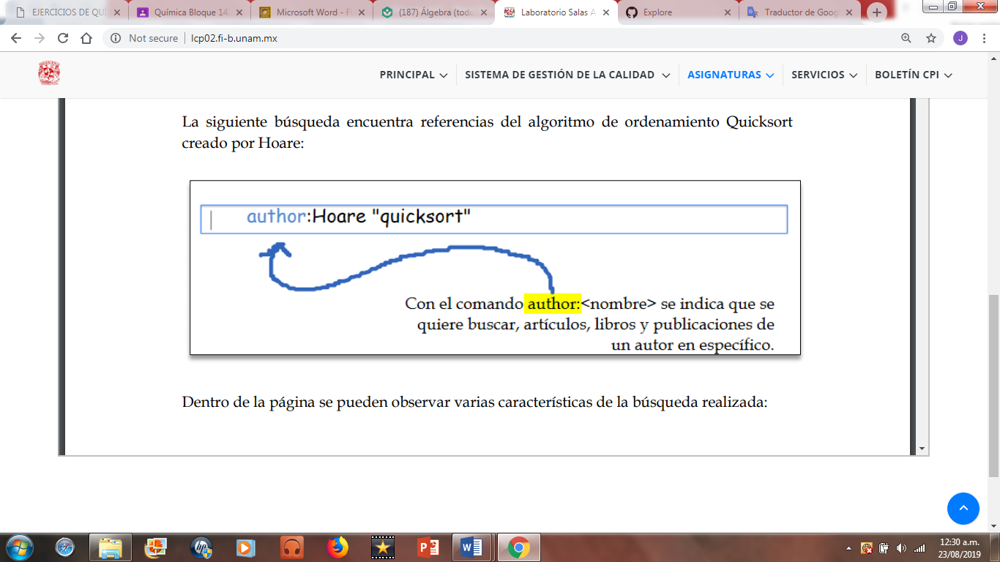 EJERCICIOS DE QU
Química Bloque 14
Microsoft Word - F
(187) Álgebra (todo
Laboratorio Salas A
Explore
Traductor de Goog
Not secure | lcp02.fi-b.unam.mx
J
PRINCIPAL SISTEMA DE GESTIÓN DE LA CALIDAD ASIGNATURAS SERVICIOS BOLETÍN CPI
La siguiente búsqueda encuentra referencias del algoritmo de ordenamiento Quicksort
creado por Hoare:
author:Hoare "quicksort"
Con el comando author:<nombre> se indica que se
quiere buscar, artículos, libros y publicaciones de
un autor en específico.
Dentro de la página se pueden observar varias características de la búsqueda realizada:
12:30 a.m.
23/08/2019